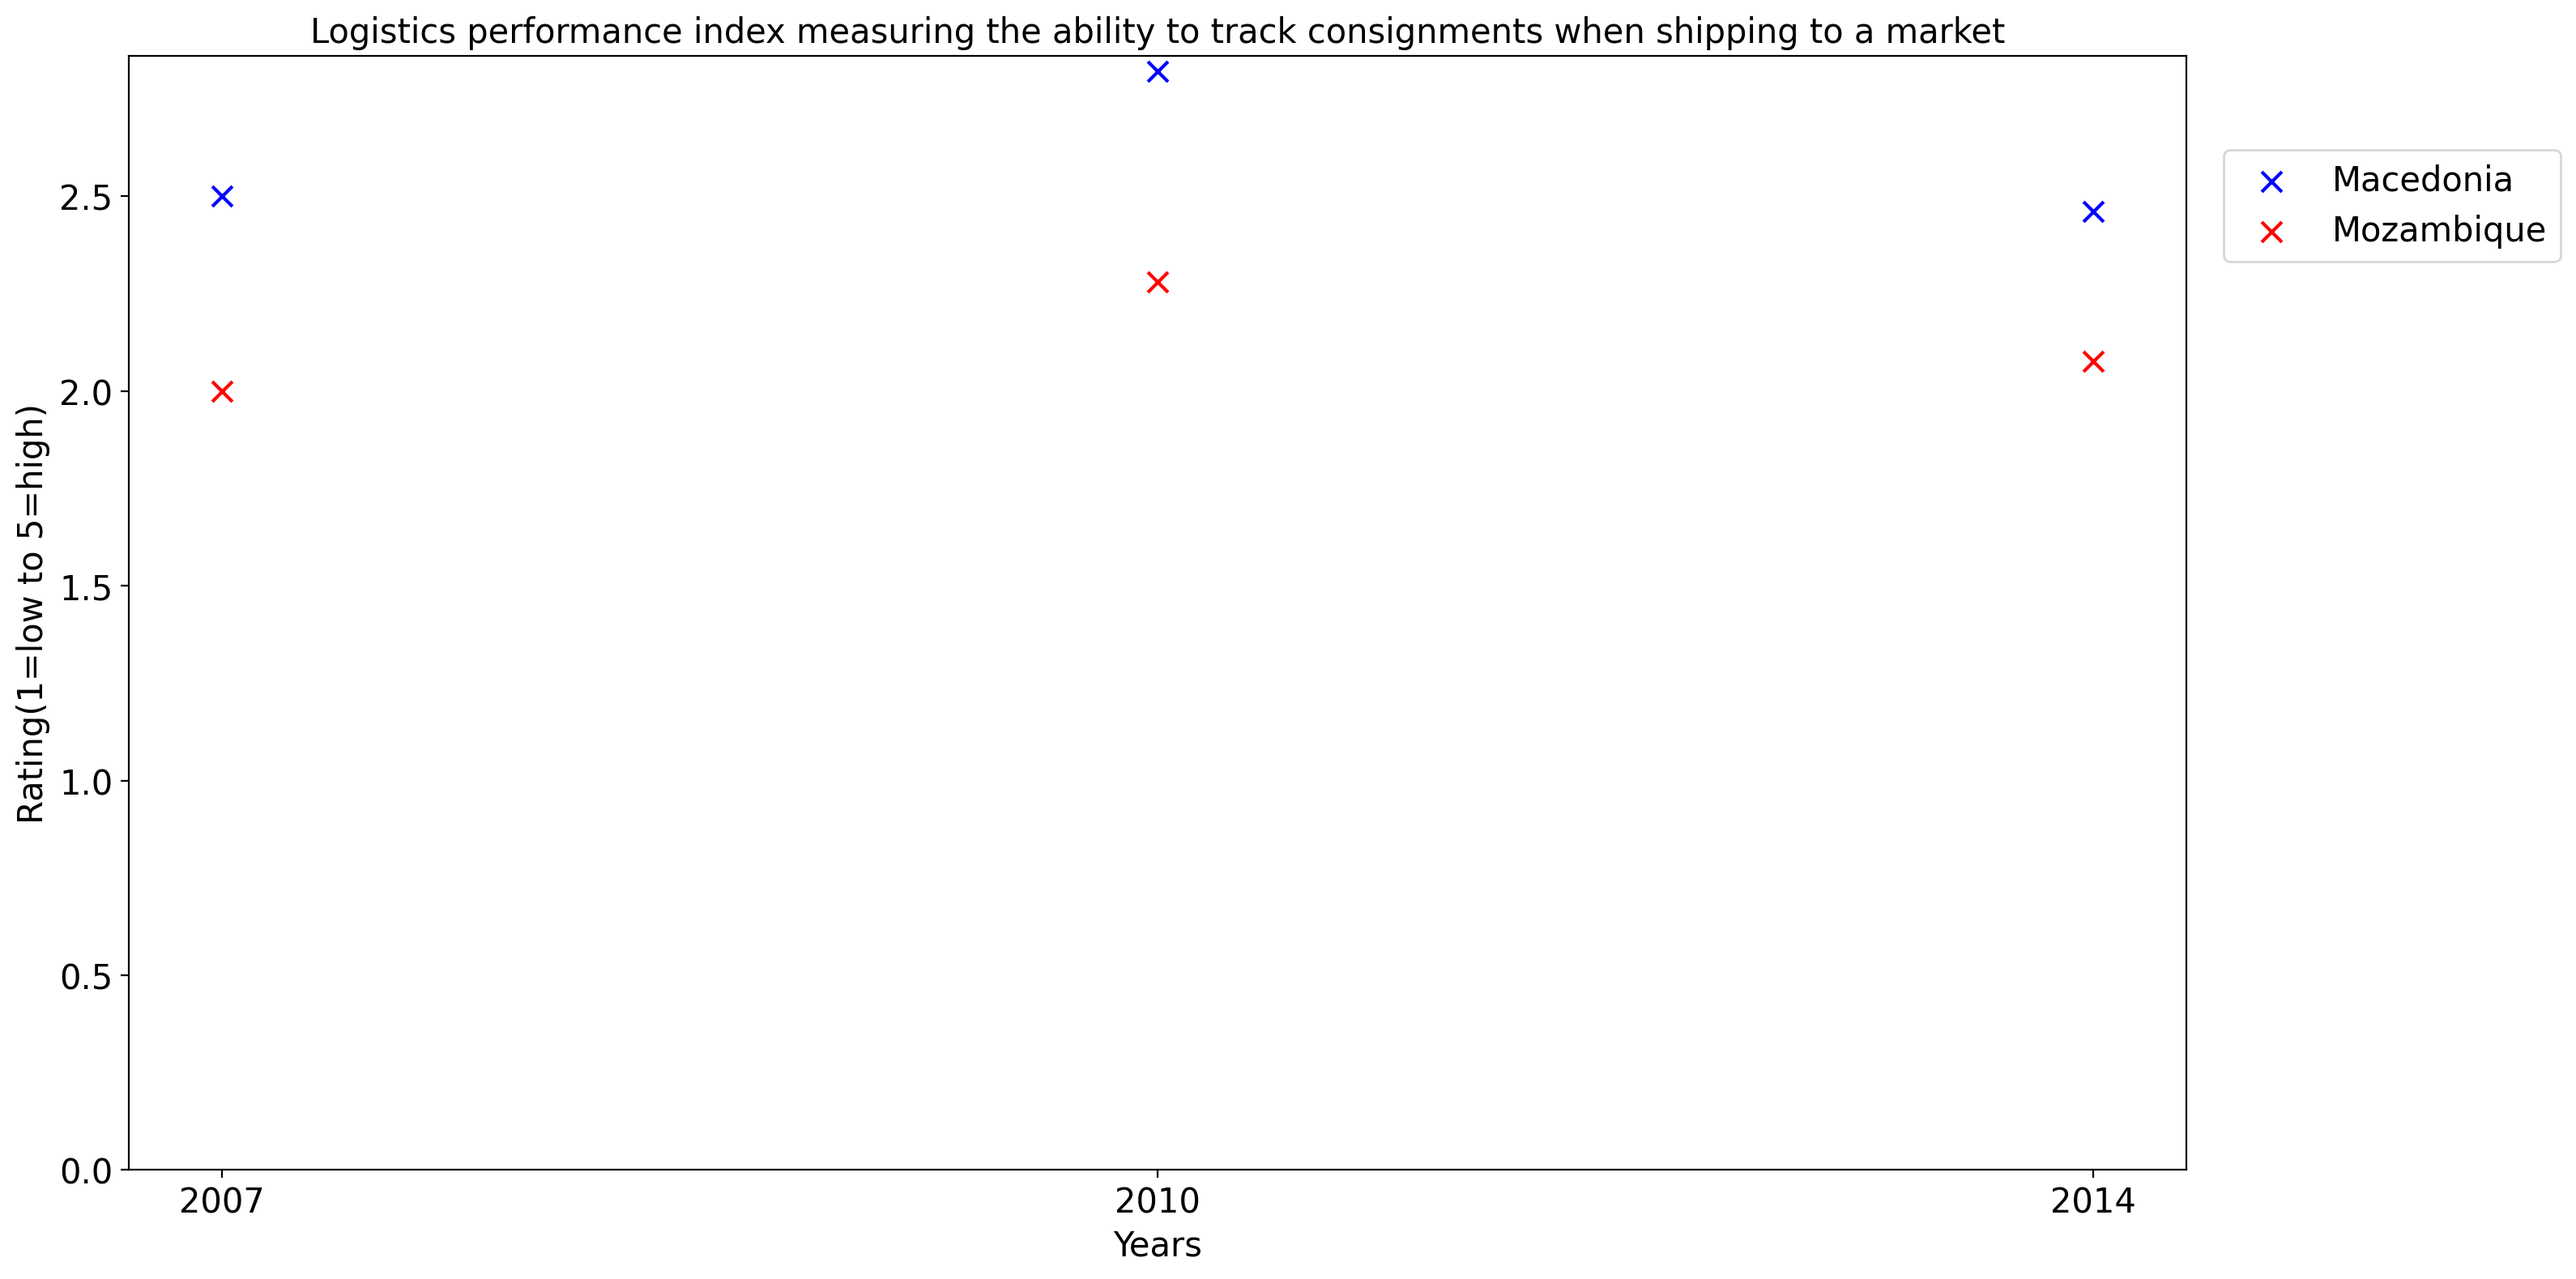 Logistics performance index measuring the ability to track consignments when shipping to a market
Rating(1=low to 5=high)
2.5
2.0
1.5
1.0
0.5
0.0
2007
2010
2014
Years
Macedonia
Mozambique